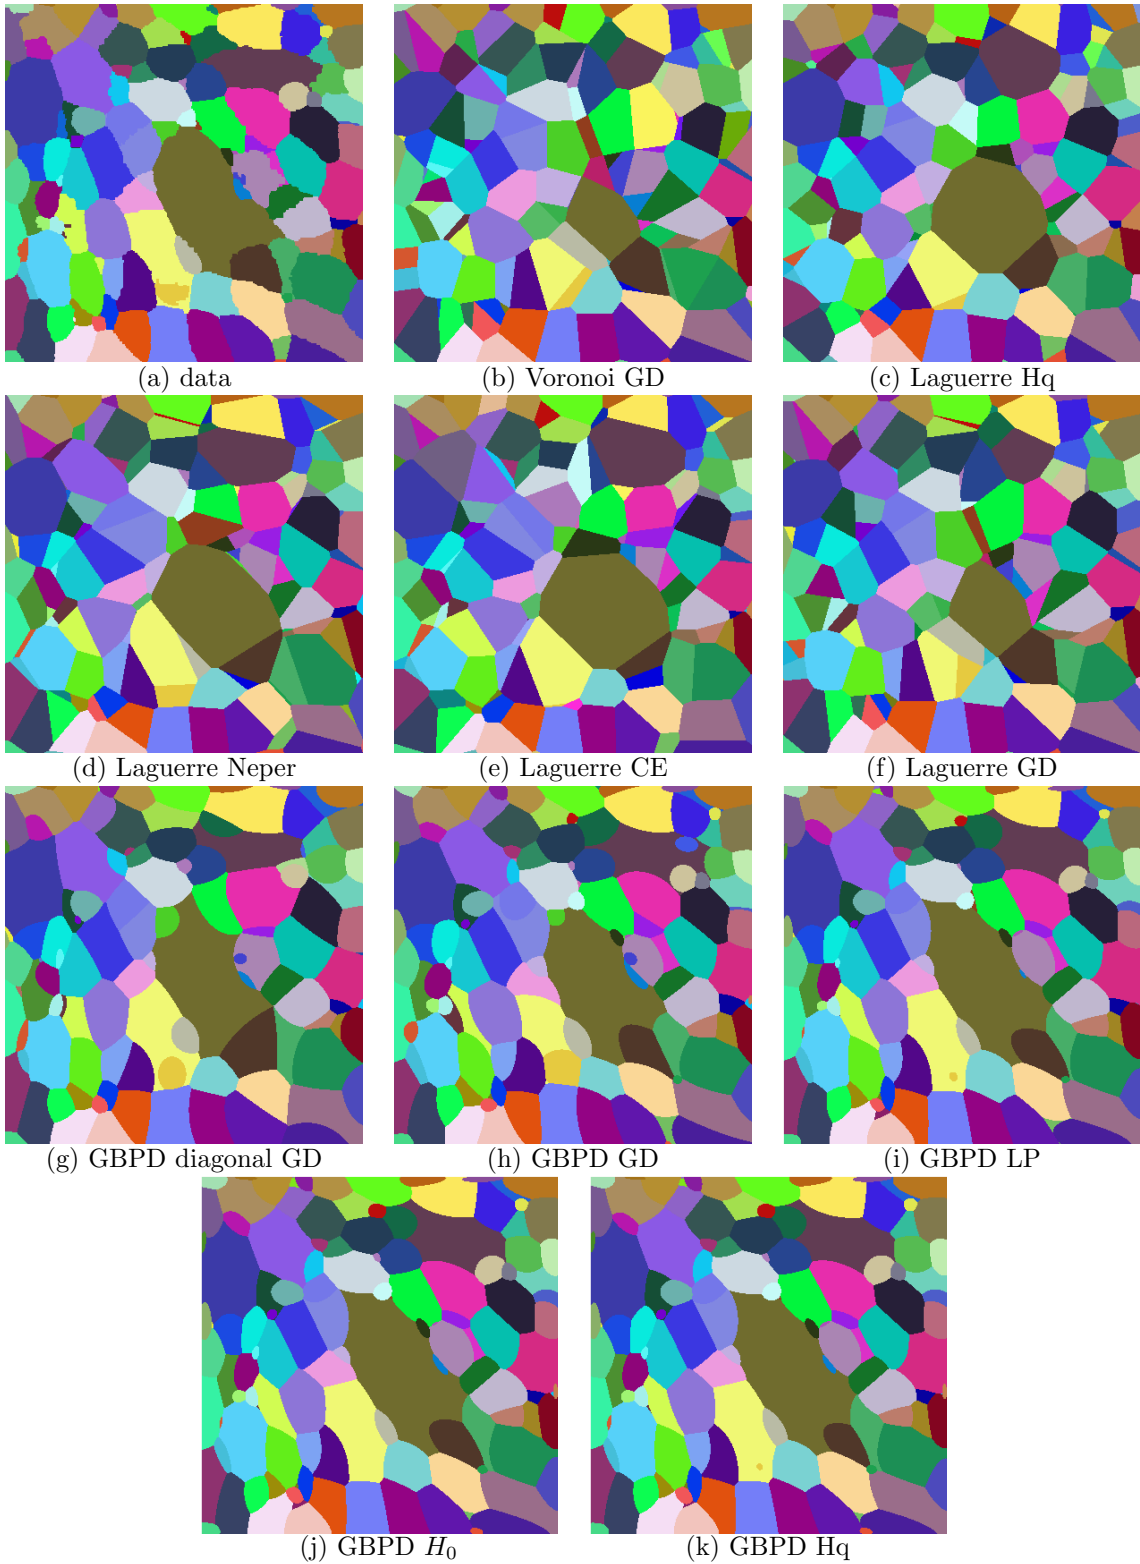 (a) data
(b) Voronoi GD
(c) Laguerre Hq
(d) Laguerre Neper
(e) Laguerre CE
(f) Laguerre GD
(g) GBPD diagonal GD
(h) GBPD GD
(i) GBPD LP
(j) GBPD H₀
(k) GBPD Hq